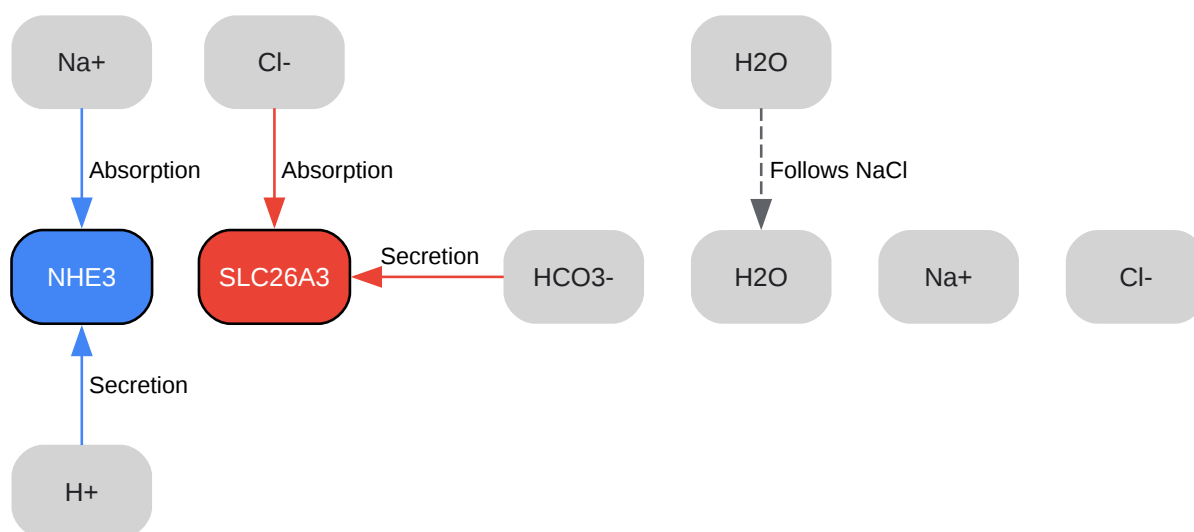 Na+
Cl-
H2O
Absorption
Absorption
Follows NaCl
NHE3
SLC26A3
Secretion
HCO3-
H2O
Na+
Cl-
Secretion
H+